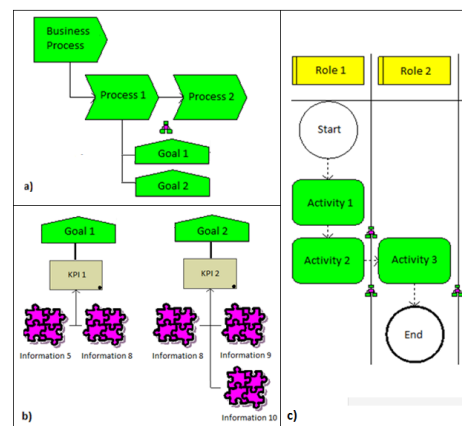 Business
Process
Process 1
Process 2
Goal 1
Goal 2
a)
Goal 1
Goal 2
KPI 1
KPI 2
Information 5
Information 8
Information 8
Information 9
Information 10
b)
Role 1
Role 2
Start
Activity 1
Activity 2
Activity 3
End
c)